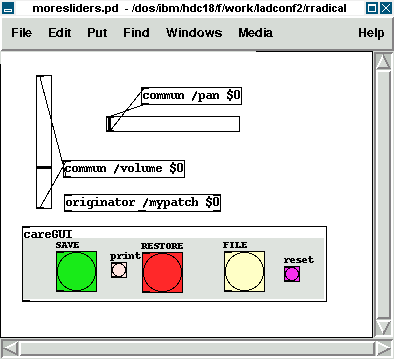 moresliders.pd - /dos/ibm/hdc18/f/work/ladconf2/rradical
File Edit Put Find Windows Media Help
commun /pan $0
commun /volume $0
originator /mypatch $0
careGUI
SAVE print RESTORE FILE reset